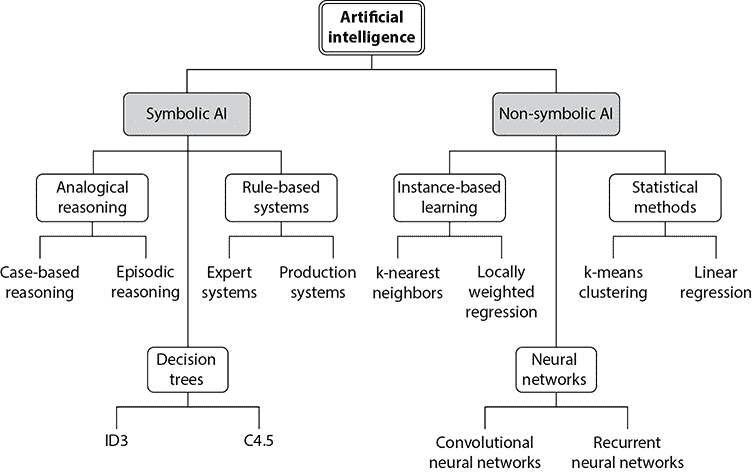 Artificial
intelligence
Symbolic AI
Non-symbolic AI
Analogical
reasoning
Rule-based
systems
Instance-based
learning
Statistical
methods
Case-based
reasoning
Episodic
reasoning
Expert
systems
Production
systems
k-nearest
neighbors
Locally
weighted
regression
k-means
clustering
Linear
regression
Decision
trees
Neural
networks
ID3
C4.5
Convolutional
neural networks
Recurrent
neural networks